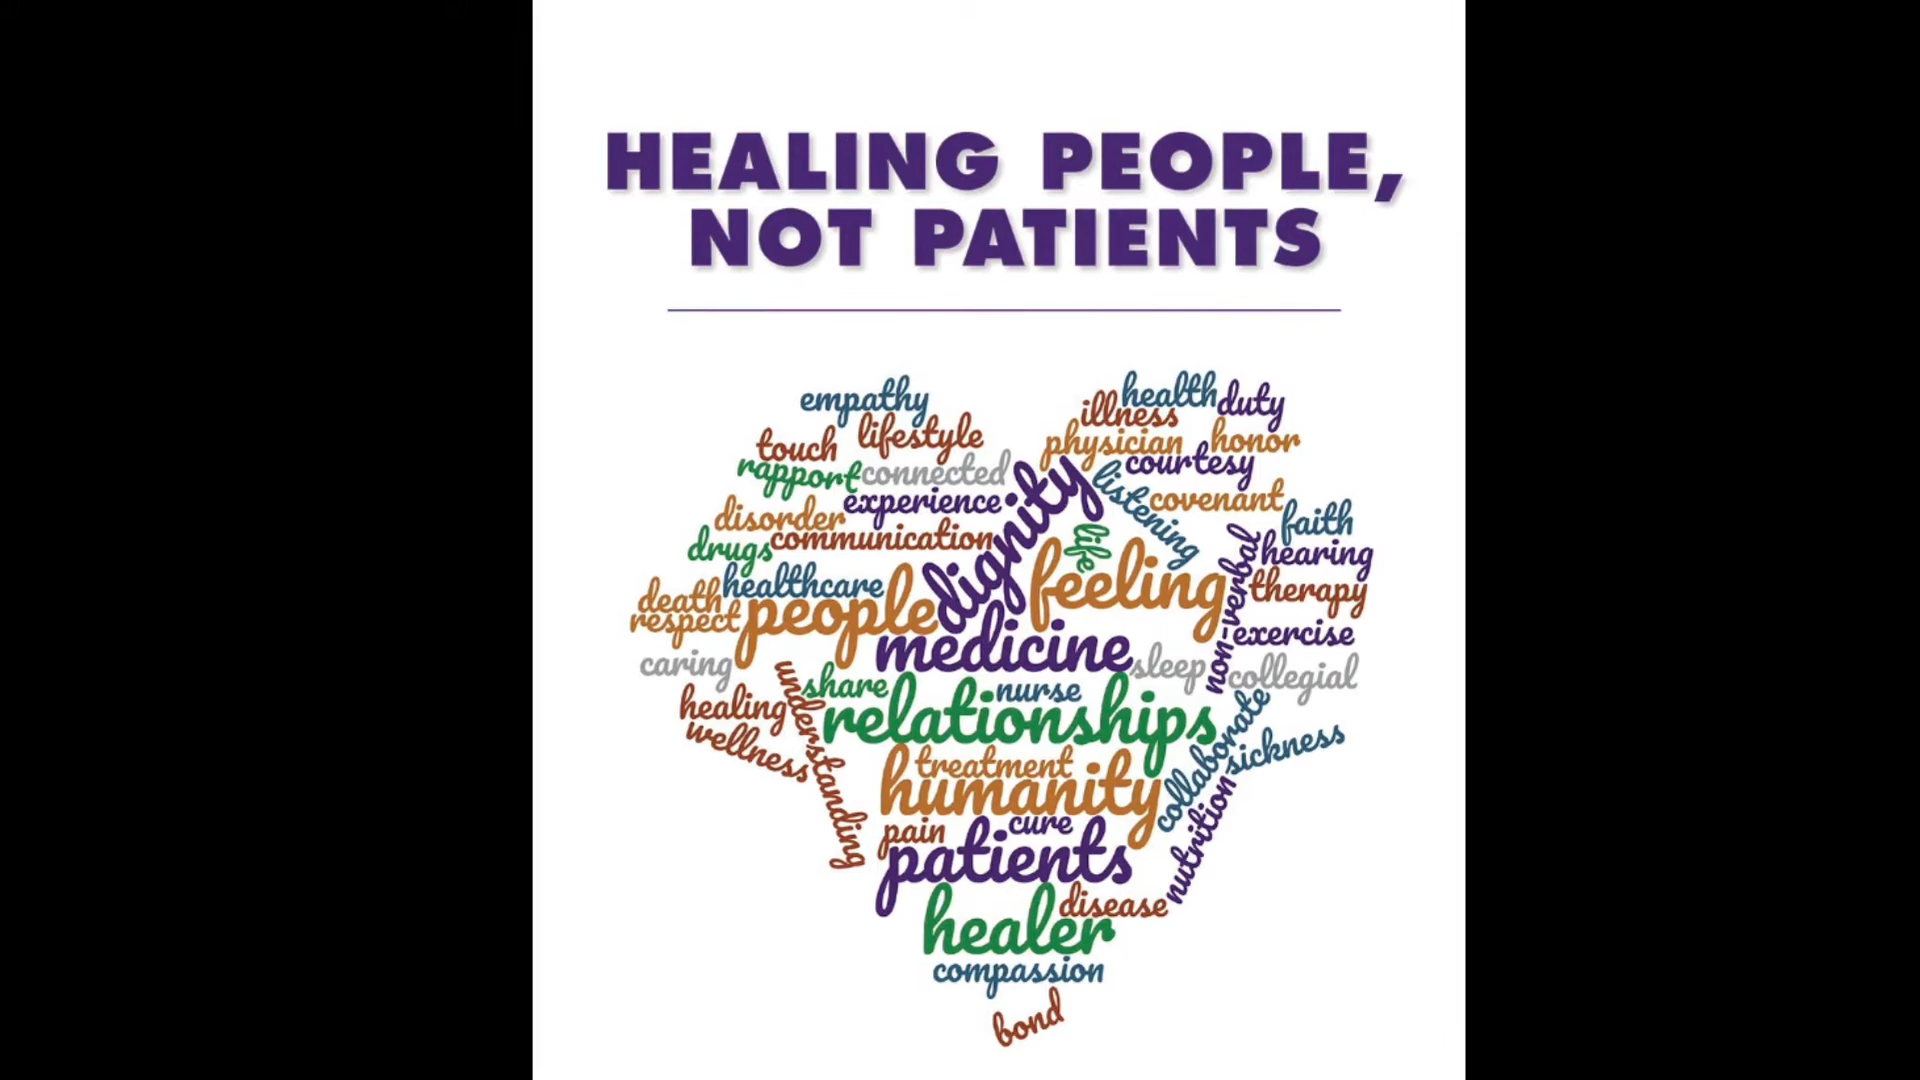 HEALING PEOPLE,
NOT PATIENTS
empathy
health
duty
illness
touch
lifestyle
physician
honor
rapport
connected
courtesy
dignity
listening
covenant
experience
disorder
faith
communication
drugs
life
feeling
non-verbal
hearing
healthcare
therapy
death
people
respect
exercise
medicine
caring
sleep
collegial
understanding
share
nurse
healing
relationships
wellness
collaborate
sickness
treatment
humanity
nutrition
pain
cure
patients
disease
healer
compassion
bond